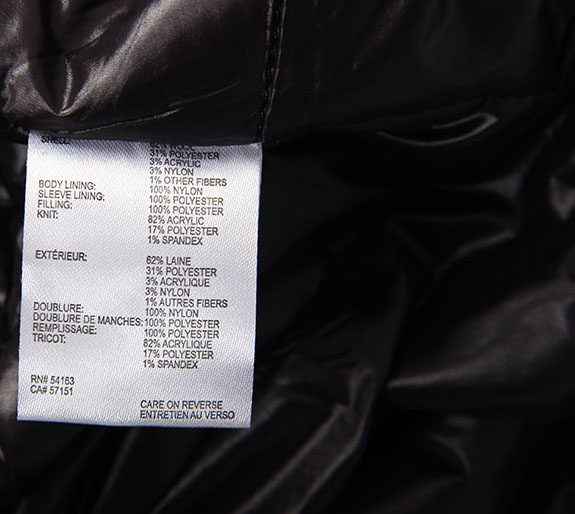 SHELL: 62% WOOL
31% POLYESTER
3% ACRYLIC
3% NYLON
1% OTHER FIBERS
BODY LINING: 100% NYLON
SLEEVE LINING: 100% POLYESTER
FILLING: 100% POLYESTER
KNIT: 82% ACRYLIC
17% POLYESTER
1% SPANDEX
EXTÉRIEUR: 62% LAINE
31% POLYESTER
3% ACRYLIQUE
3% NYLON
1% AUTRES FIBERS
DOUBLURE: 100% NYLON
DOUBLURE DE MANCHES: 100% POLYESTER
REMPLISSAGE: 100% POLYESTER
TRICOT: 82% ACRYLIQUE
17% POLYESTER
1% SPANDEX
RN# 54163
CA# 57151
CARE ON REVERSE
ENTRETIEN AU VERSO